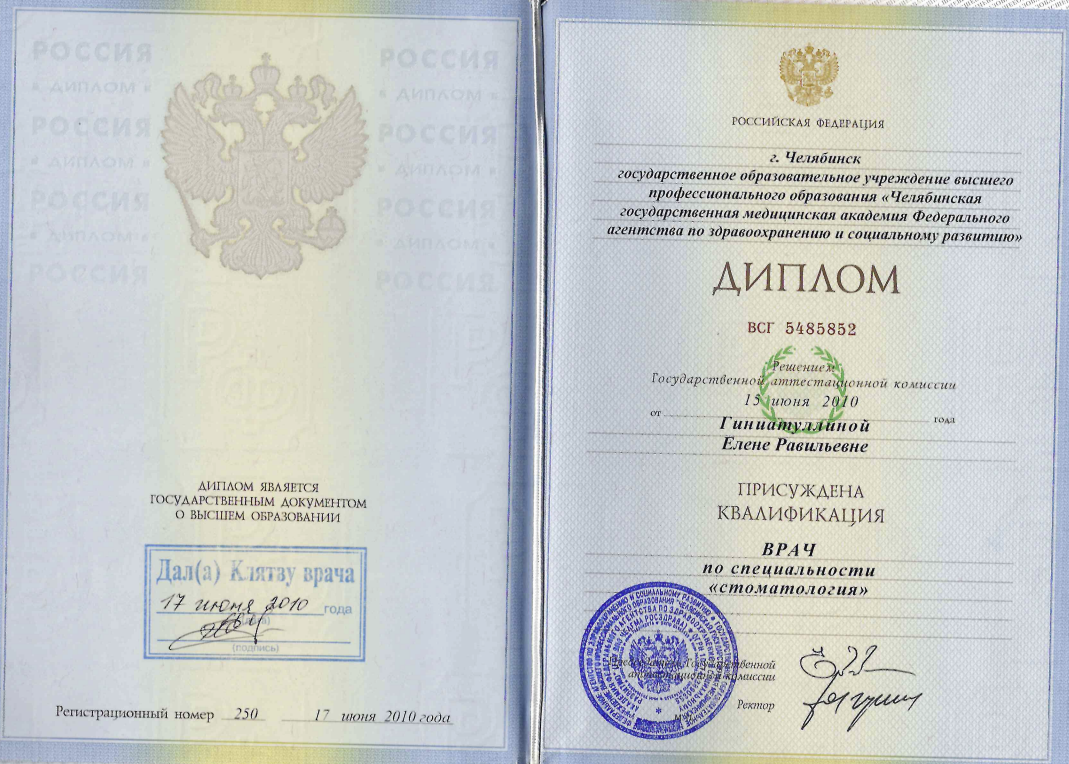 РОССИЯ РОССИЯ
« ДИПЛОМ » « ДИПЛОМ »
РОССИЯ РОССИЯ
« ДИПЛОМ » « ДИПЛОМ »
РОССИЯ РОССИЯ
« ДИПЛОМ » « ДИПЛОМ »
РОССИЯ РОССИЯ
ДИПЛОМ ЯВЛЯЕТСЯ
ГОСУДАРСТВЕННЫМ ДОКУМЕНТОМ
О ВЫСШЕМ ОБРАЗОВАНИИ
Дал(а) Клятву врача
17 июня 2010 года
(подпись)
Регистрационный номер 250 17 июня 2010 года
РОССИЙСКАЯ ФЕДЕРАЦИЯ
г. Челябинск
государственное образовательное учреждение высшего
профессионального образования «Челябинская
государственная медицинская академия Федерального
агентства по здравоохранению и социальному развитию»
ДИПЛОМ
ВСГ 5485852
Решением
Государственной аттестационной комиссии
15 июня 2010
от года
Гиниатуллиной
Елене Равильевне
ПРИСУЖДЕНА
КВАЛИФИКАЦИЯ
ВРАЧ
по специальности
«стоматология»
Председатель Государственной
аттестационной комиссии
Ректор